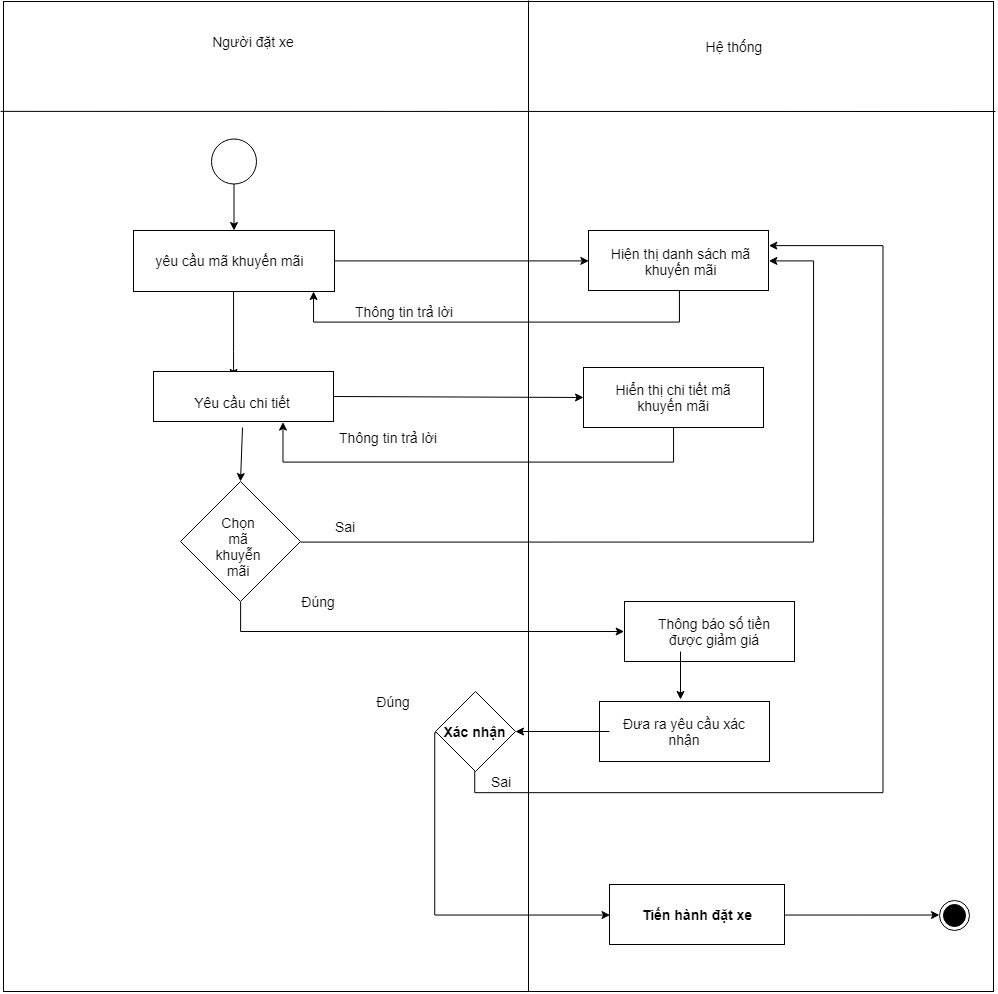 Người đặt xe
Hệ thống
yêu cầu mã khuyến mãi
Hiện thị danh sách mã
khuyến mãi
Thông tin trả lời
Yêu cầu chi tiết
Hiển thị chi tiết mã
khuyến mãi
Thông tin trả lời
Chọn
mã
khuyễn
mãi
Sai
Đúng
Thông báo số tiền
được giảm giá
Đúng
Xác nhận
Đưa ra yêu cầu xác
nhận
Sai
Tiến hành đặt xe